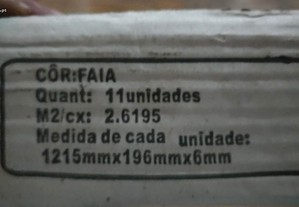 CÔR:FAIA
Quant: 11unidades
M2/cx: 2.6195
Medida de cada unidade:
1215mmx196mmx6mm